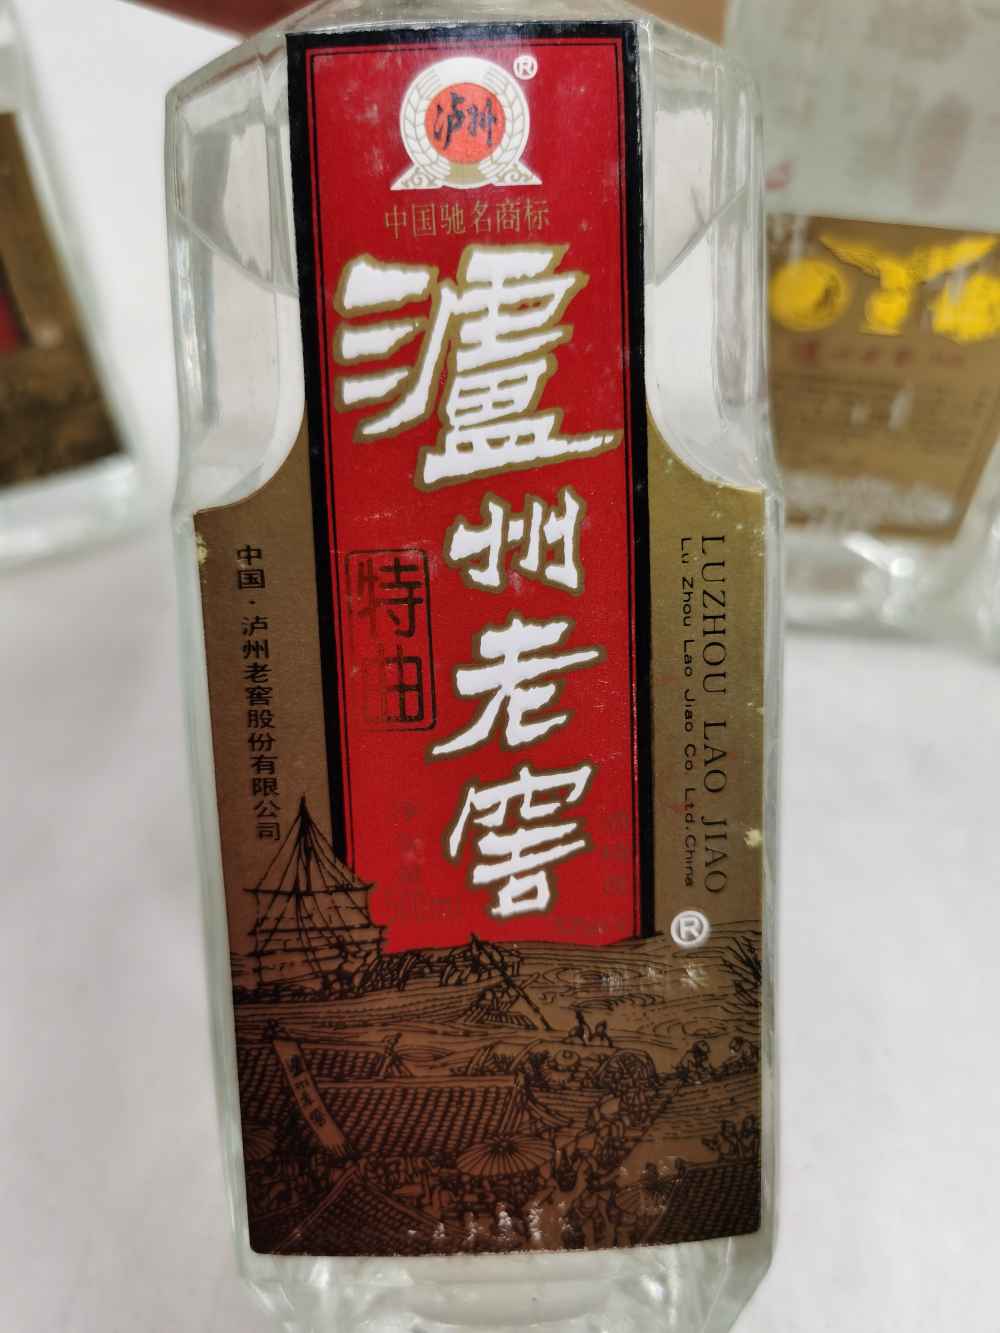 泸州
®
中国驰名商标
瀘州老窖
特曲
中国·泸州老窖股份有限公司
LUZHOU LAO JIAO
Lu Zhou Lao Jiao Co. Ltd. China
®